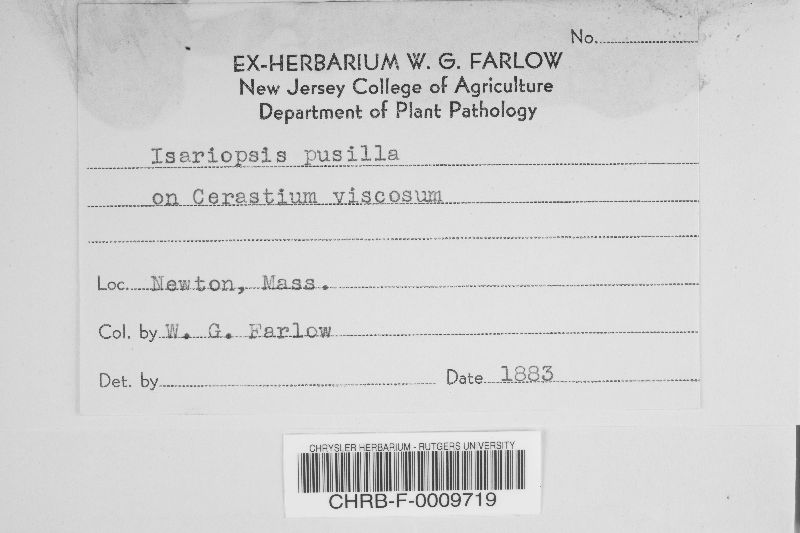 No.
EX-HERBARIUM W. G. FARLOW
New Jersey College of Agriculture
Department of Plant Pathology
Isariopsis pusilla
on Cerastium viscosum
Loc. Newton, Mass.
Col. by W. G. Farlow
Det. by
Date 1883
CHRYSLER HERBARIUM - RUTGERS UNIVERSITY
CHRB-F-0009719